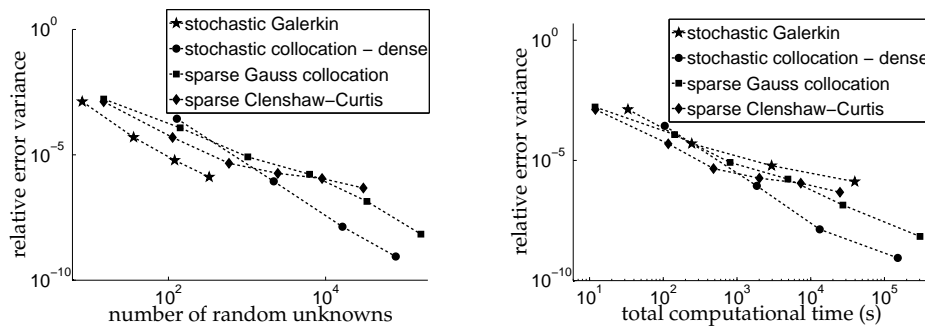 10^0
stochastic Galerkin
stochastic collocation – dense
sparse Gauss collocation
sparse Clenshaw–Curtis
10^-5
10^-10
relative error variance
10^2
10^4
number of random unknowns
10^0
stochastic Galerkin
stochastic collocation – dense
sparse Gauss collocation
sparse Clenshaw–Curtis
10^-5
10^-10
relative error variance
10^1
10^2
10^3
10^4
10^5
total computational time (s)